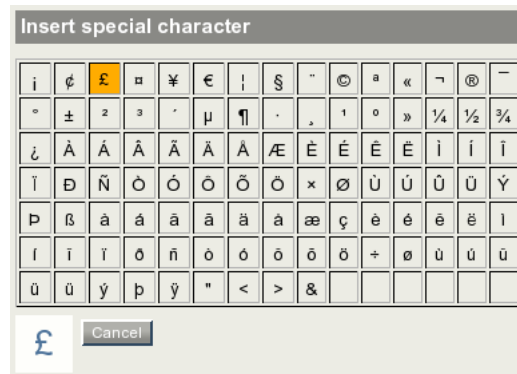 Insert special character
¡ ¢ £ ¤ ¥ € ¦ § ¨ © ª « ¬ ® ¯
° ± ² ³ ´ µ ¶ · ¸ ¹ º » ¼ ½ ¾
¿ À Á Â Ã Ä Å Æ È É Ê Ë Ì Í Î
Ï Ð Ñ Ò Ó Ô Õ Ö × Ø Ù Ú Û Ü Ý
Þ ß à á â ã ä å æ ç è é ê ë ì
í î ï ð ñ ò ó ô õ ö ÷ ø ù ú û
ü ü ý þ ÿ " < > &
£
Cancel